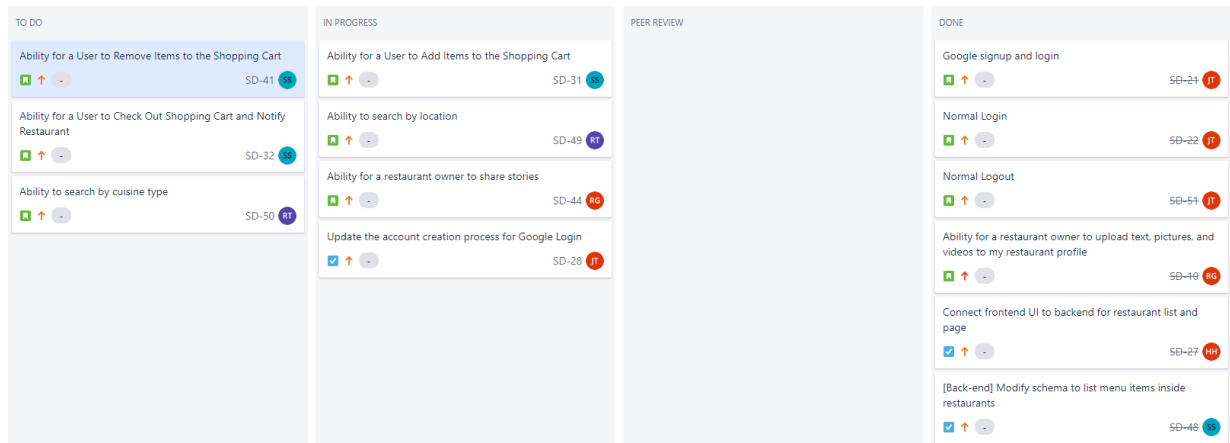 TO DO
Ability for a User to Remove Items to the Shopping Cart
-
SD-41 SS
Ability for a User to Check Out Shopping Cart and Notify
Restaurant
-
SD-32 SS
Ability to search by cuisine type
-
SD-50 RT
IN PROGRESS
Ability for a User to Add Items to the Shopping Cart
-
SD-31 SS
Ability to search by location
-
SD-49 RT
Ability for a restaurant owner to share stories
-
SD-44 RG
Update the account creation process for Google Login
-
SD-28 JT
PEER REVIEW
DONE
Google signup and login
-
SD-21 JT
Normal Login
-
SD-22 JT
Normal Logout
-
SD-51 JT
Ability for a restaurant owner to upload text, pictures, and
videos to my restaurant profile
-
SD-10 RG
Connect frontend UI to backend for restaurant list and
page
-
SD-27 HH
[Back-end] Modify schema to list menu items inside
restaurants
-
SD-48 SS